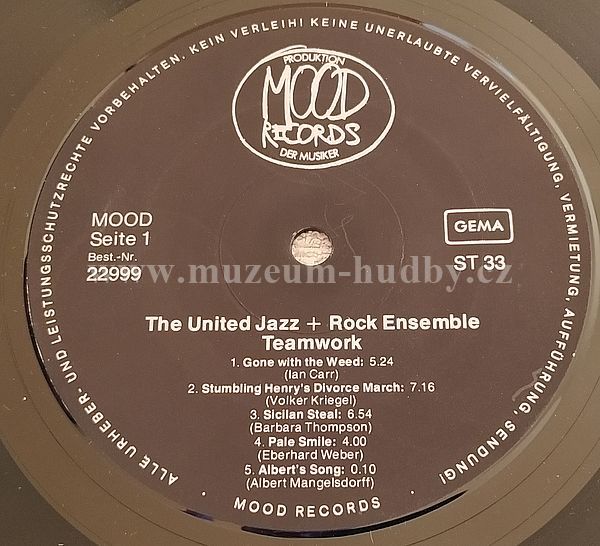 ALLE URHEBER- UND LEISTUNGSSCHUTZRECHTE VORBEHALTEN. KEIN VERLEIH! KEINE UNERLAUBTE VERVIELFÄLTIGUNG, VERMIETUNG, AUFFÜHRUNG, SENDUNG!
PRODUKTION
MOOD
RECORDS
DER MUSIKER
MOOD
Seite 1
Best.-Nr.
22999
GEMA
ST 33
www.muzeum-hudby.cz
The United Jazz + Rock Ensemble
Teamwork
1. Gone with the Weed: 5.24
(Ian Carr)
2. Stumbling Henry's Divorce March: 7.16
(Volker Kriegel)
3. Sicilan Steal: 6.54
(Barbara Thompson)
4. Pale Smile: 4.00
(Eberhard Weber)
5. Albert's Song: 0.10
(Albert Mangelsdorff)
· MOOD RECORDS ·